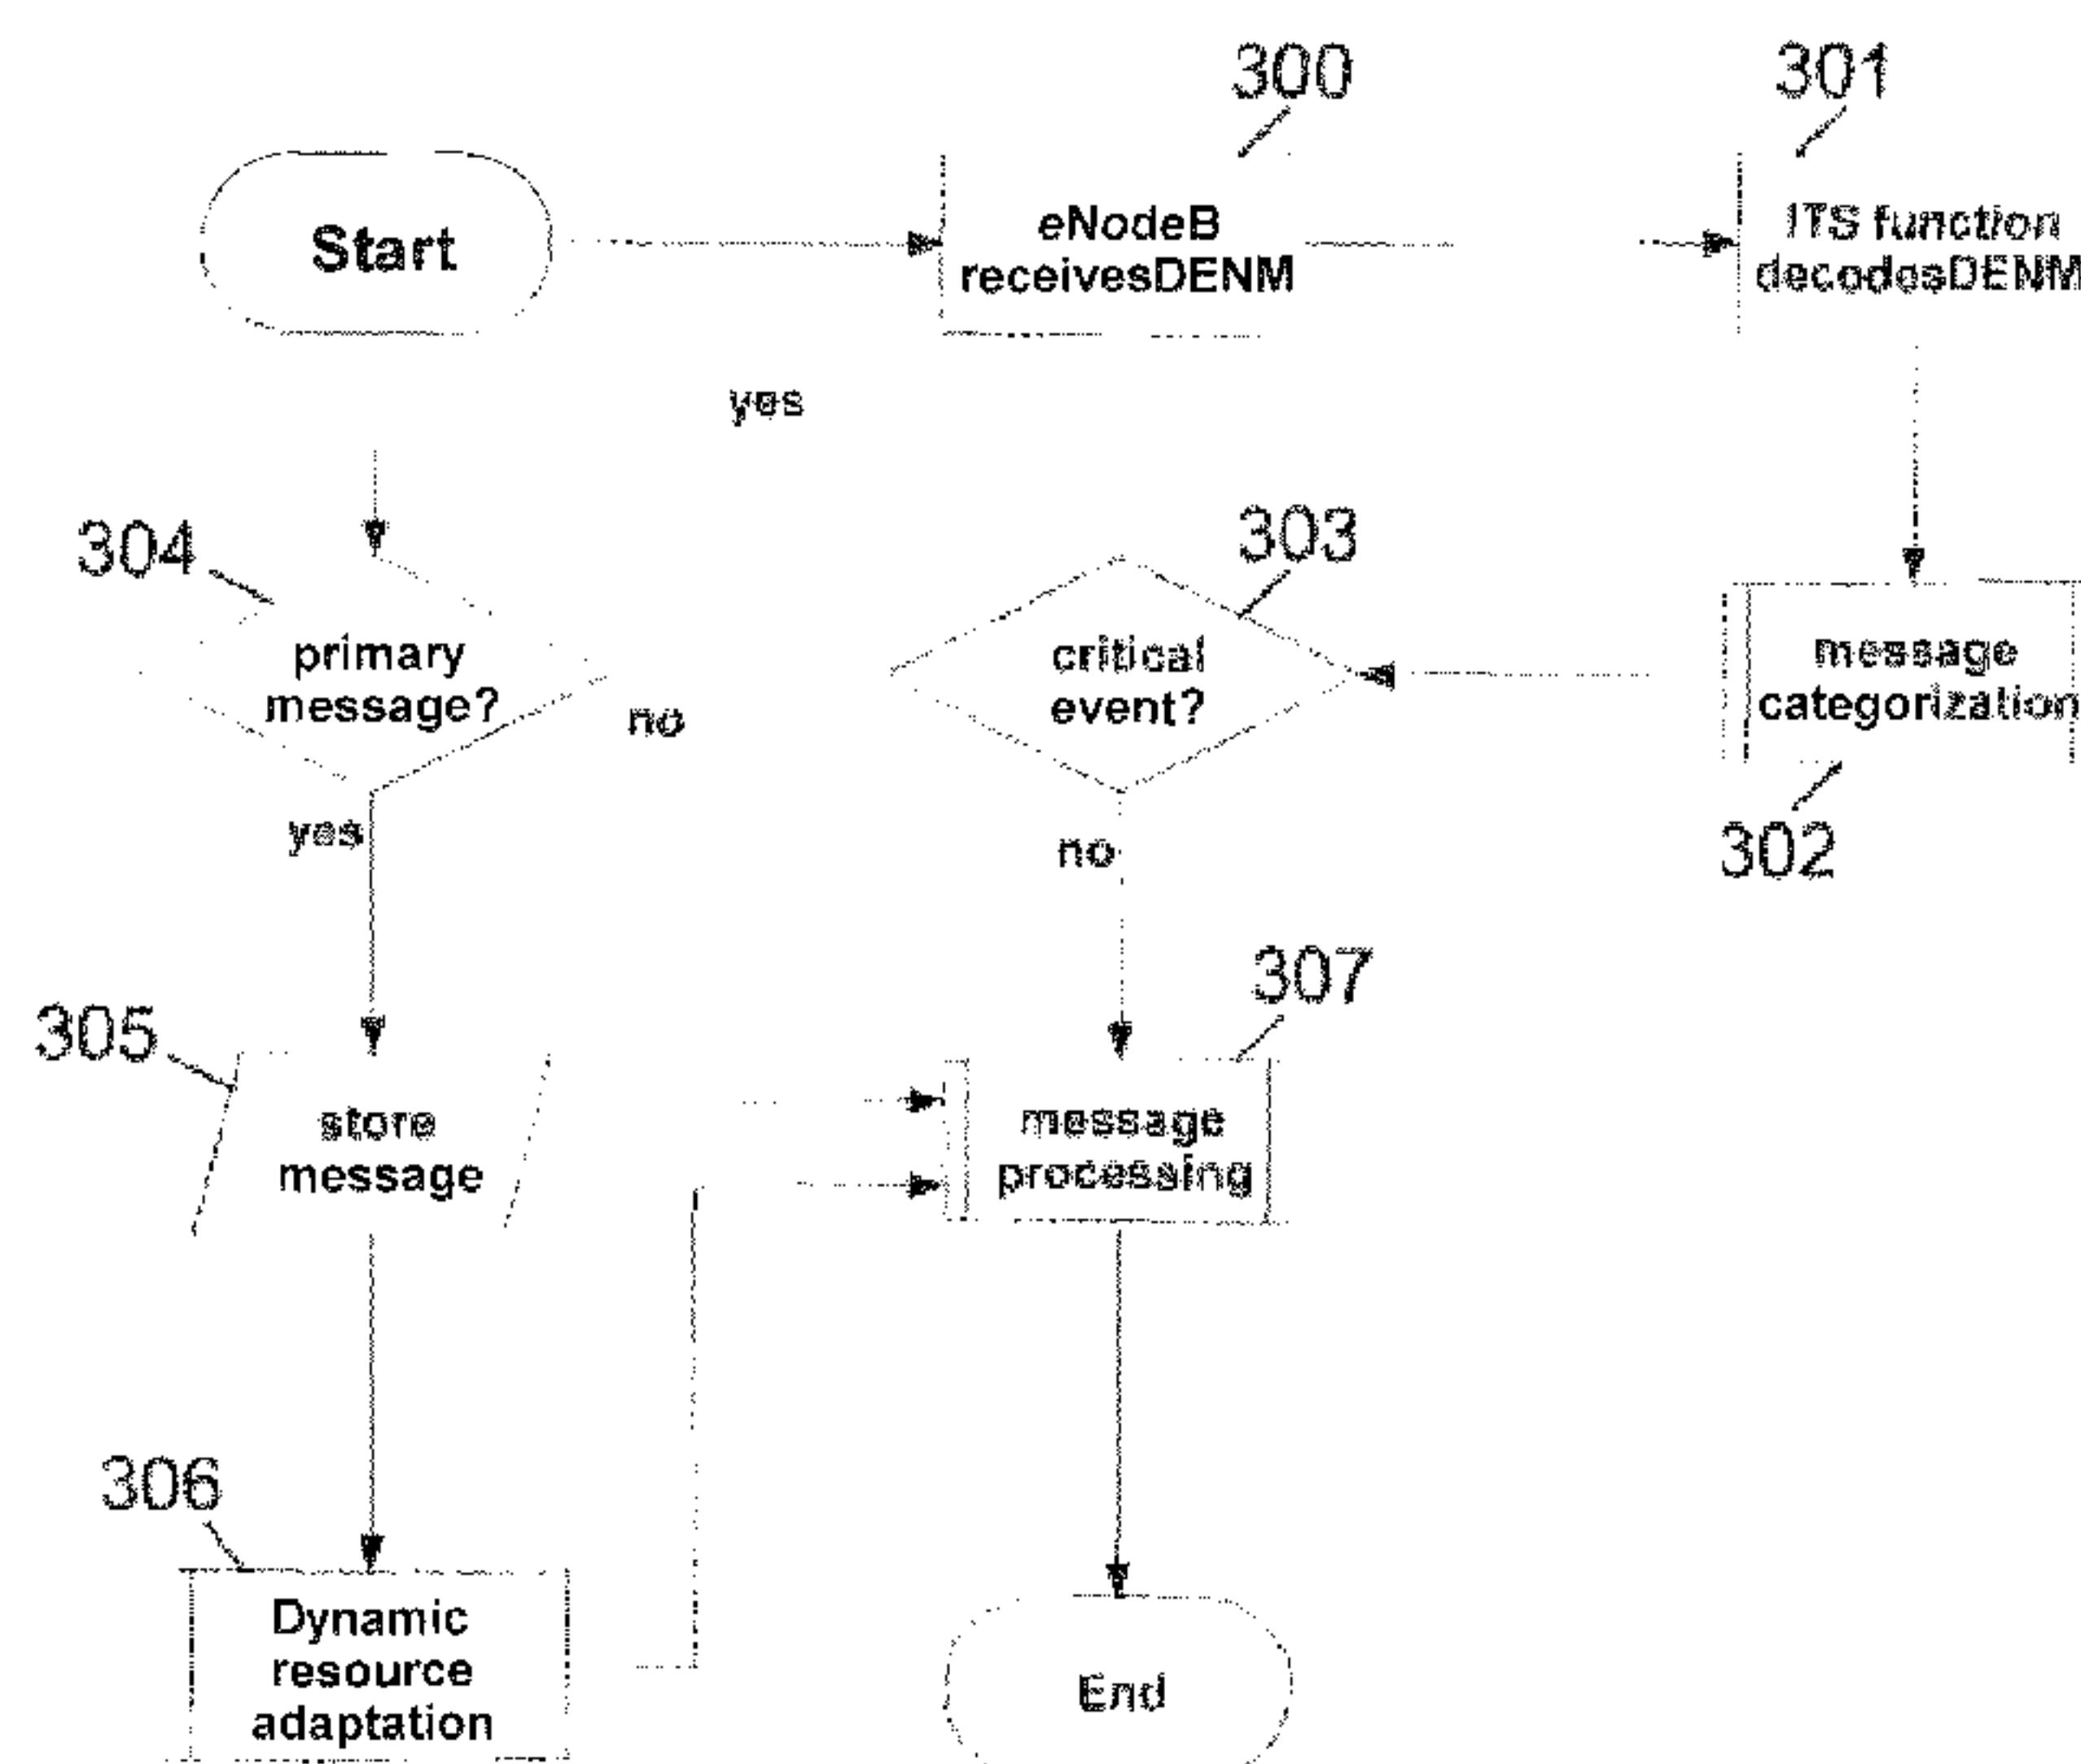 300
301
Start
eNodeB
receivesDENM
ITS function
decodesDENM
yes
304
303
primary
message?
no
critical
event?
message
categorization
yes
no
302
305
307
store
message
message
processing
306
Dynamic
resource
adaptation
End